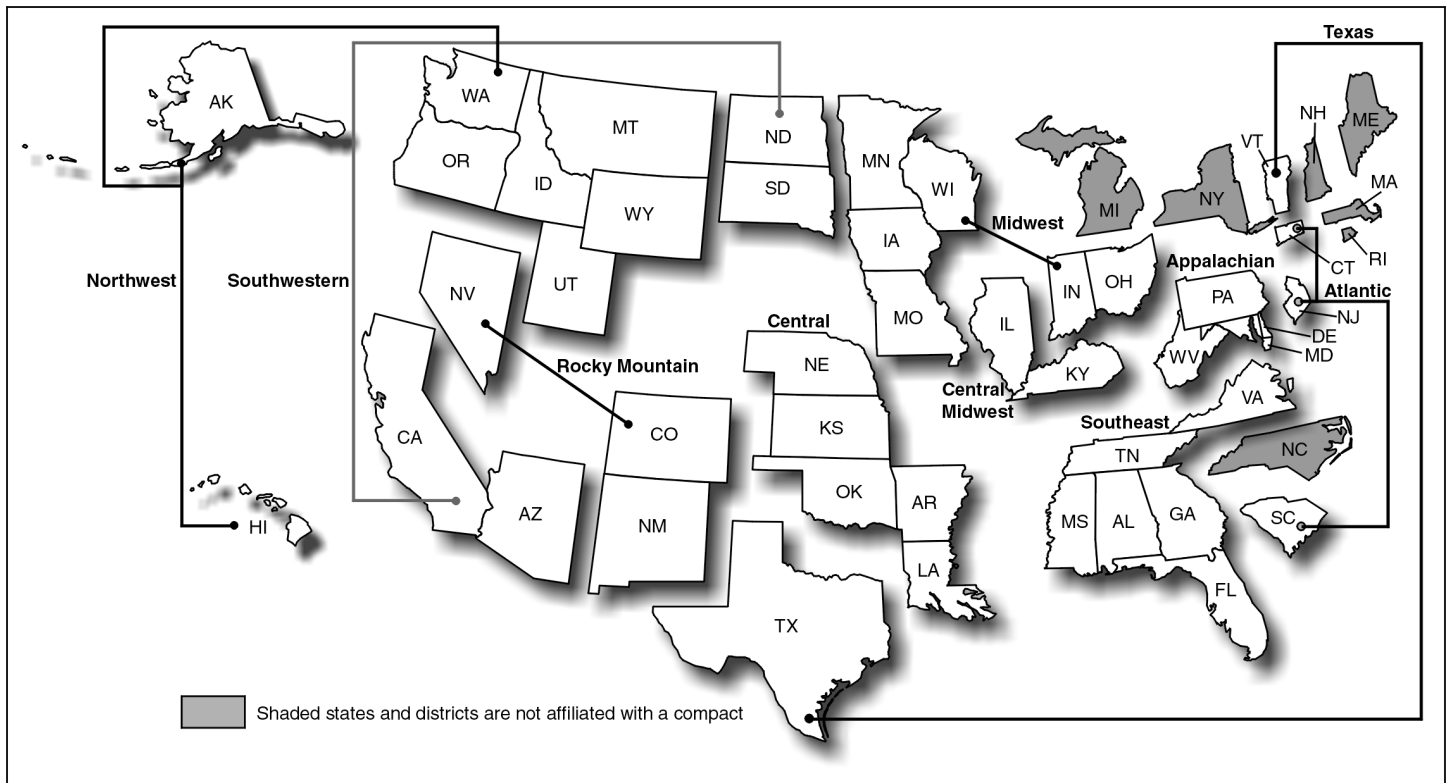 Texas
AK
WA
MT
ND
MN
NH
ME
VT
OR
ID
SD
WI
MI
NY
MA
WY
IA
Midwest
RI
CT
Appalachian
Northwest
Southwestern
NV
UT
MO
IL
IN
OH
PA
Atlantic
NJ
DE
MD
Central
NE
WV
KY
Rocky Mountain
Central
Midwest
VA
CA
CO
KS
Southeast
TN
NC
AZ
NM
OK
AR
MS
AL
GA
SC
HI
LA
FL
TX
Shaded states and districts are not affiliated with a compact